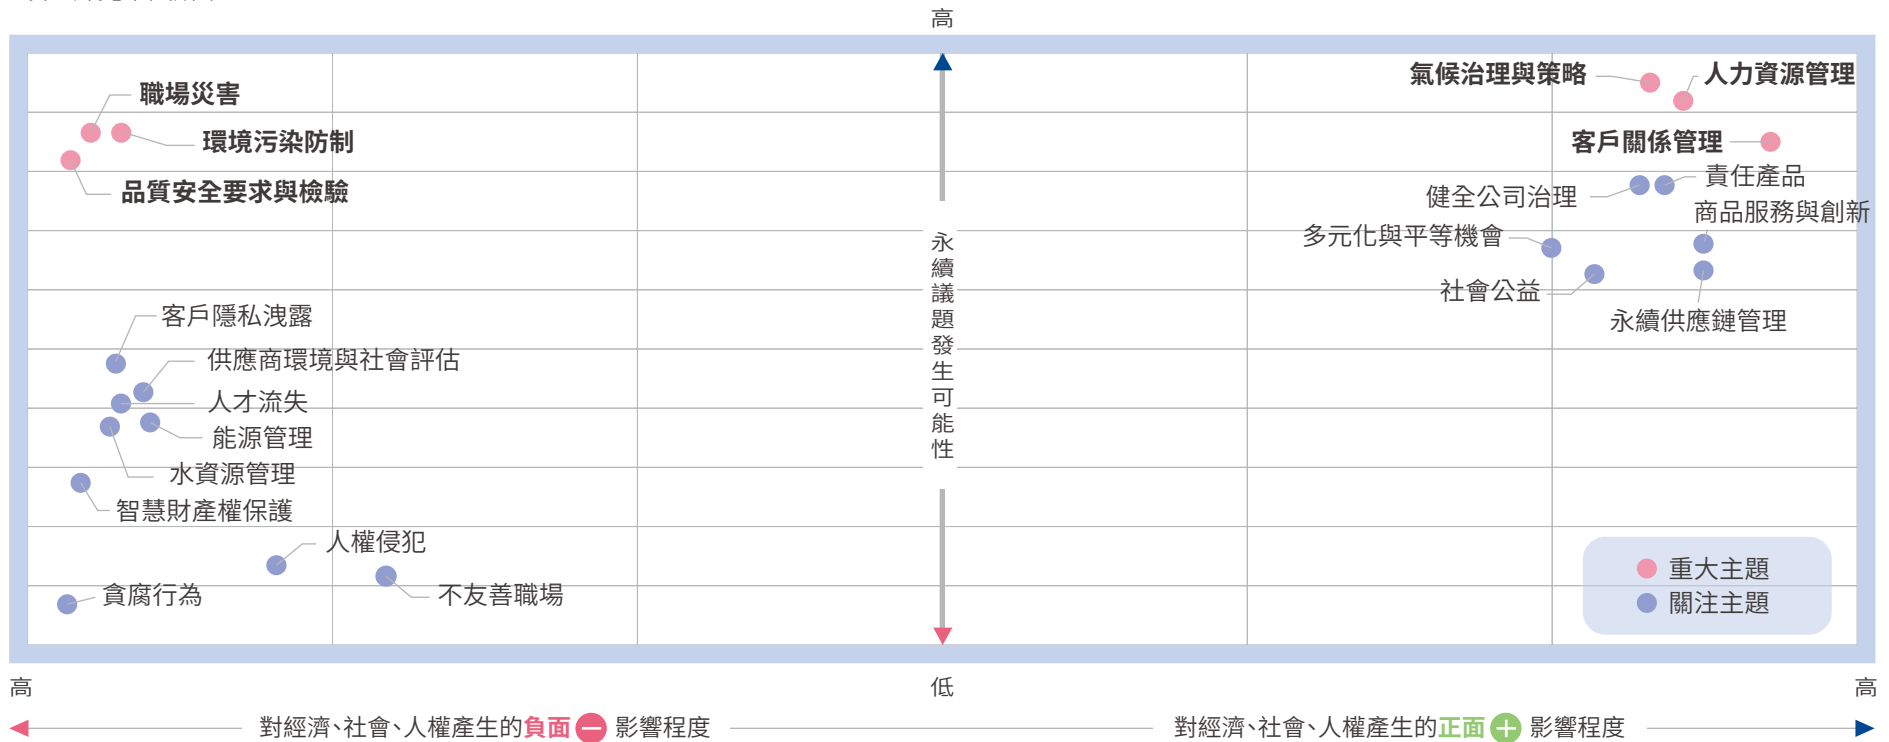 高
職場災害
環境污染防制
品質安全要求與檢驗
氣候治理與策略
人力資源管理
客戶關係管理
健全公司治理
責任產品
商品服務與創新
多元化與平等機會
社會公益
永續供應鏈管理
永續議題發生可能性
客戶隱私洩露
供應商環境與社會評估
人才流失
能源管理
水資源管理
智慧財產權保護
人權侵犯
貪腐行為
不友善職場
重大主題
關注主題
高
低
高
對經濟、社會、人權產生的負面 − 影響程度
對經濟、社會、人權產生的正面 + 影響程度